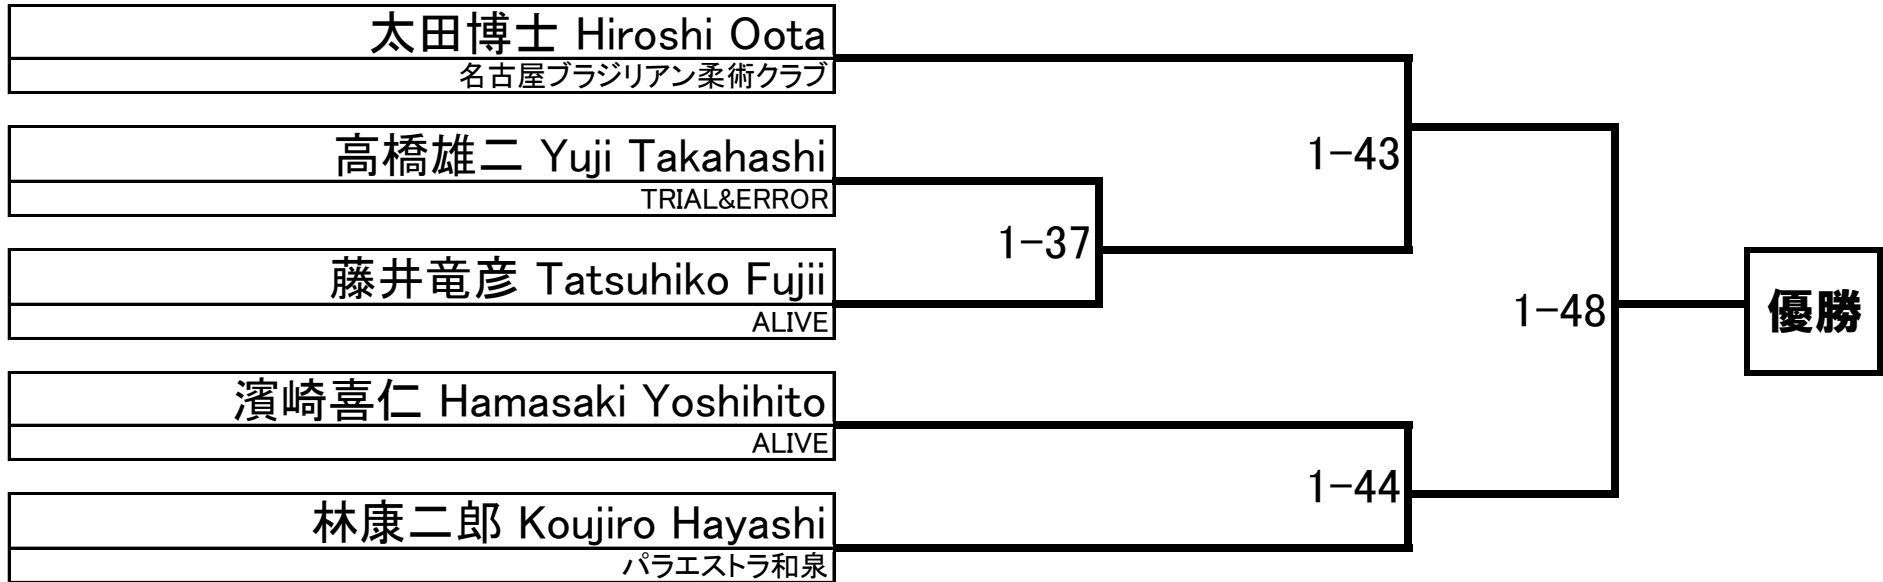 太田博士 Hiroshi Oota
名古屋ブラジリアン柔術クラブ
高橋雄二 Yuji Takahashi
TRIAL&ERROR
1-43
1-37
藤井竜彦 Tatsuhiko Fujii
ALIVE
1-48
優勝
濱崎喜仁 Hamasaki Yoshihito
ALIVE
1-44
林康二郎 Koujiro Hayashi
パラエストラ和泉